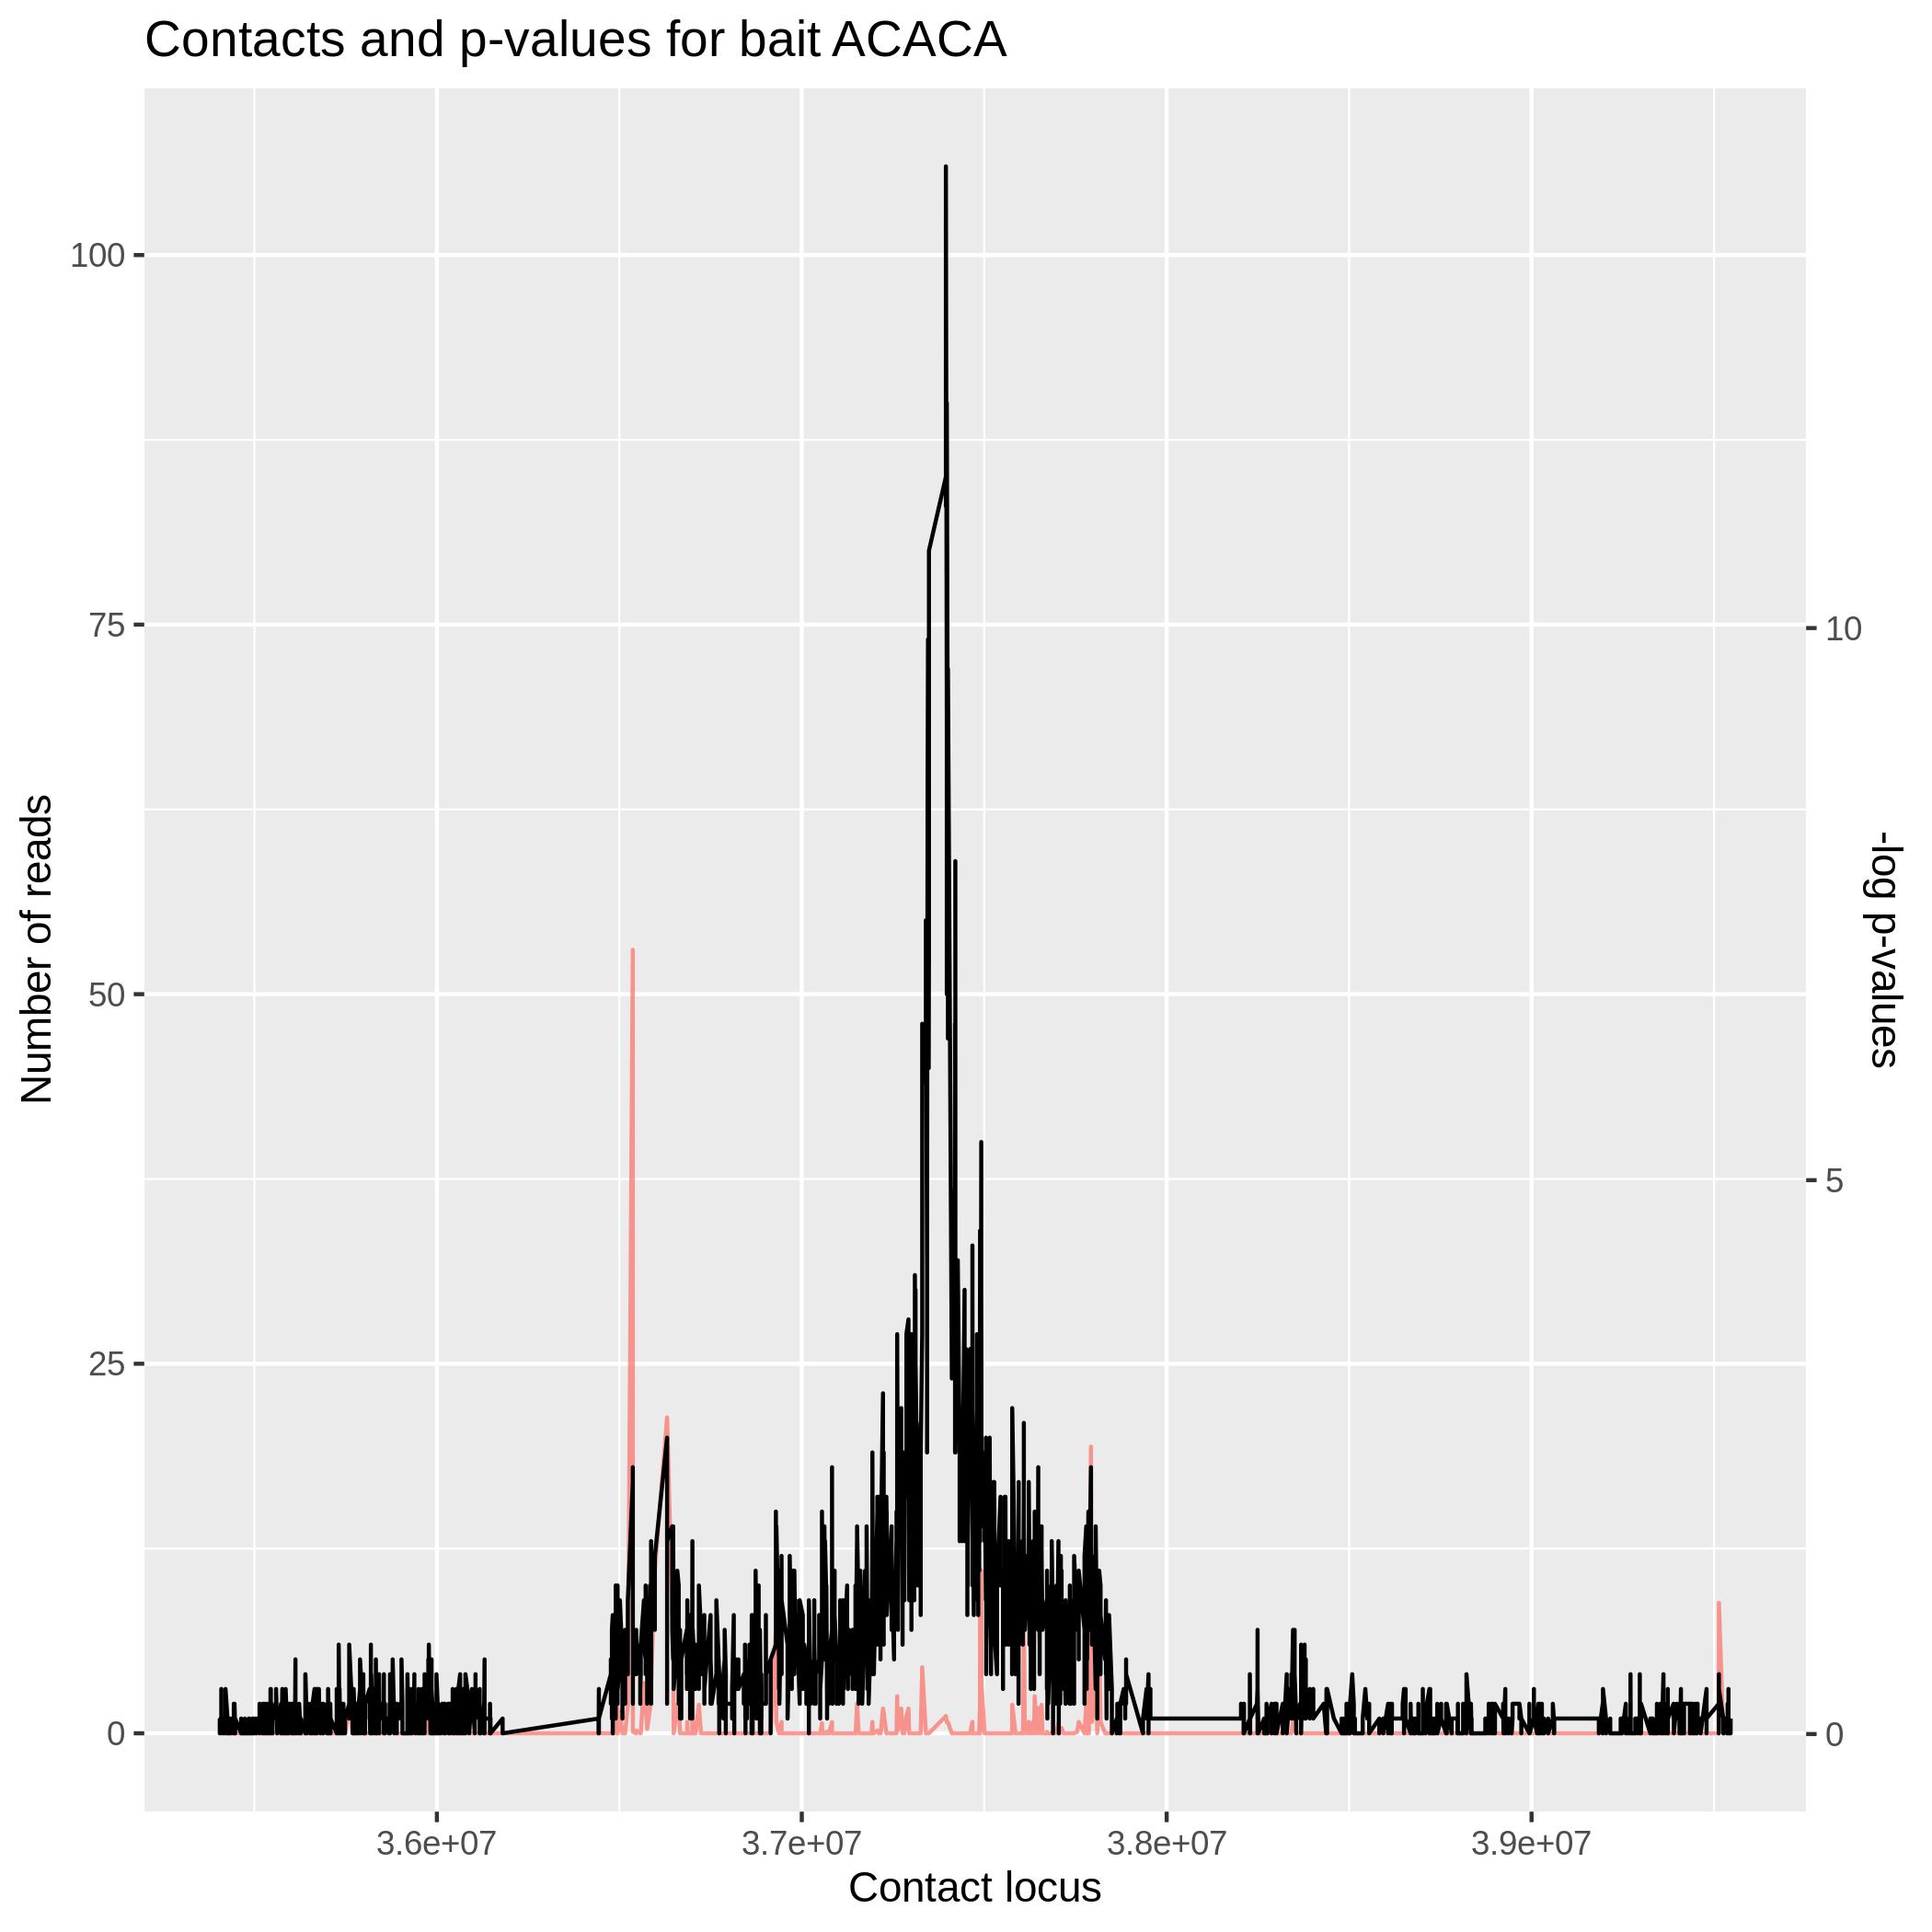 Contacts and p-values for bait ACACA
100
75
50
25
0
10
5
0
Number of reads
-log p-values
3.6e+07 3.7e+07 3.8e+07 3.9e+07
Contact locus